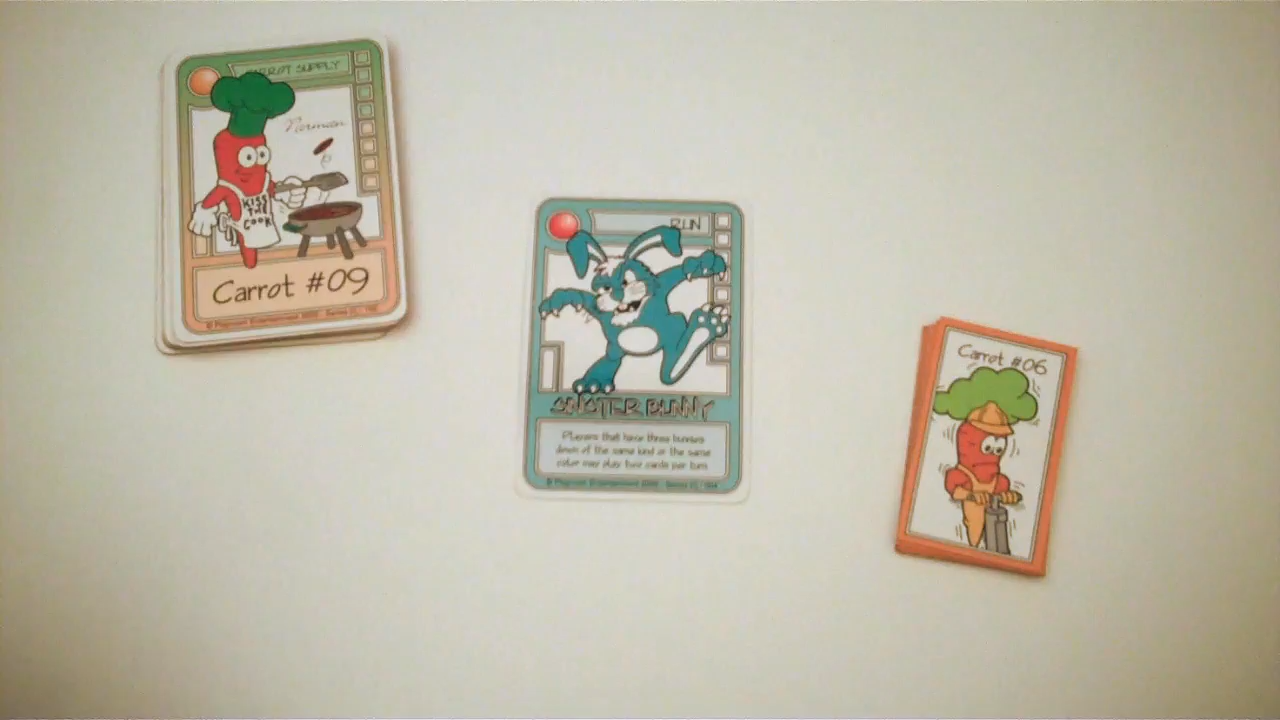 CARROT SUPPLY
Norman
KISS
THE
COOK
Carrot #09
RUN
SINISTER BUNNY
Players that have three bunnies
down of the same kind or the same
color may play two cards per turn.
Carrot #06